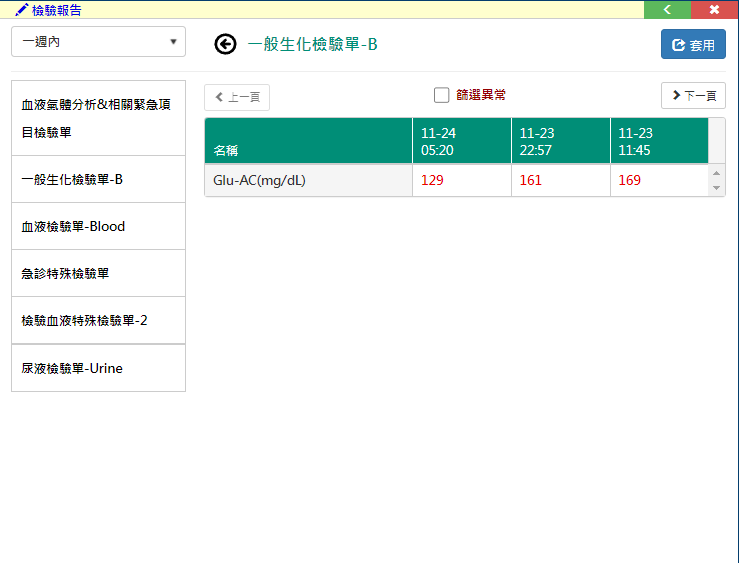 檢驗報告
一週內
一般生化檢驗單-B
套用
血液氣體分析&相關緊急項
目檢驗單
一般生化檢驗單-B
血液檢驗單-Blood
急診特殊檢驗單
檢驗血液特殊檢驗單-2
尿液檢驗單-Urine
上一頁
篩選異常
下一頁
名稱
11-24
05:20
11-23
22:57
11-23
11:45
Glu-AC(mg/dL)
129
161
169